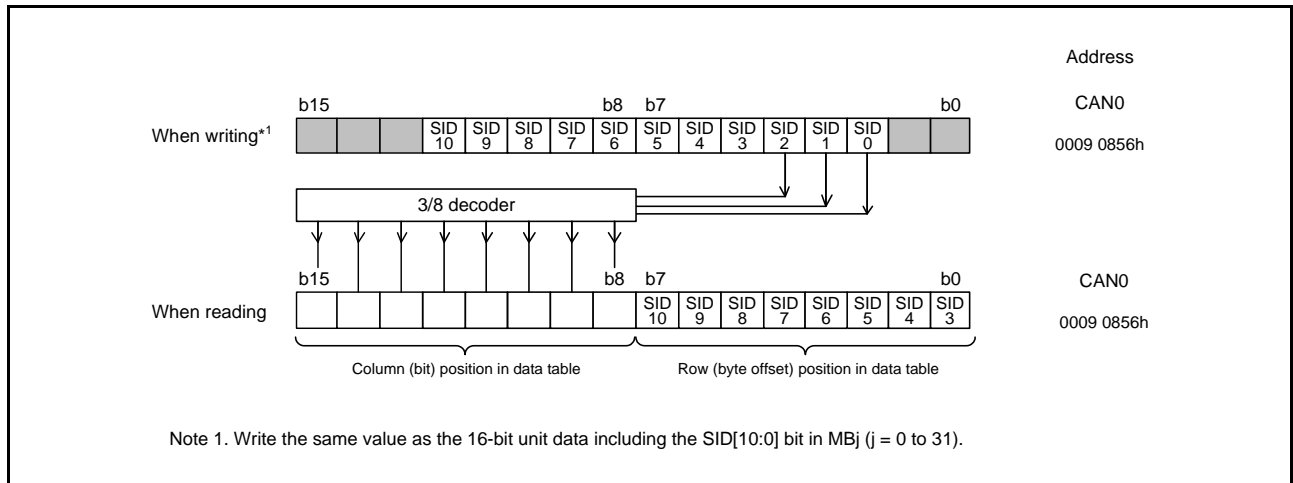 Address
b15 b8 b7 b0 CAN0
When writing*1 SID 10 SID 9 SID 8 SID 7 SID 6 SID 5 SID 4 SID 3 SID 2 SID 1 SID 0 0009 0856h
3/8 decoder
b15 b8 b7 b0 CAN0
When reading SID 10 SID 9 SID 8 SID 7 SID 6 SID 5 SID 4 SID 3 0009 0856h
Column (bit) position in data table Row (byte offset) position in data table
Note 1. Write the same value as the 16-bit unit data including the SID[10:0] bit in MBj (j = 0 to 31).